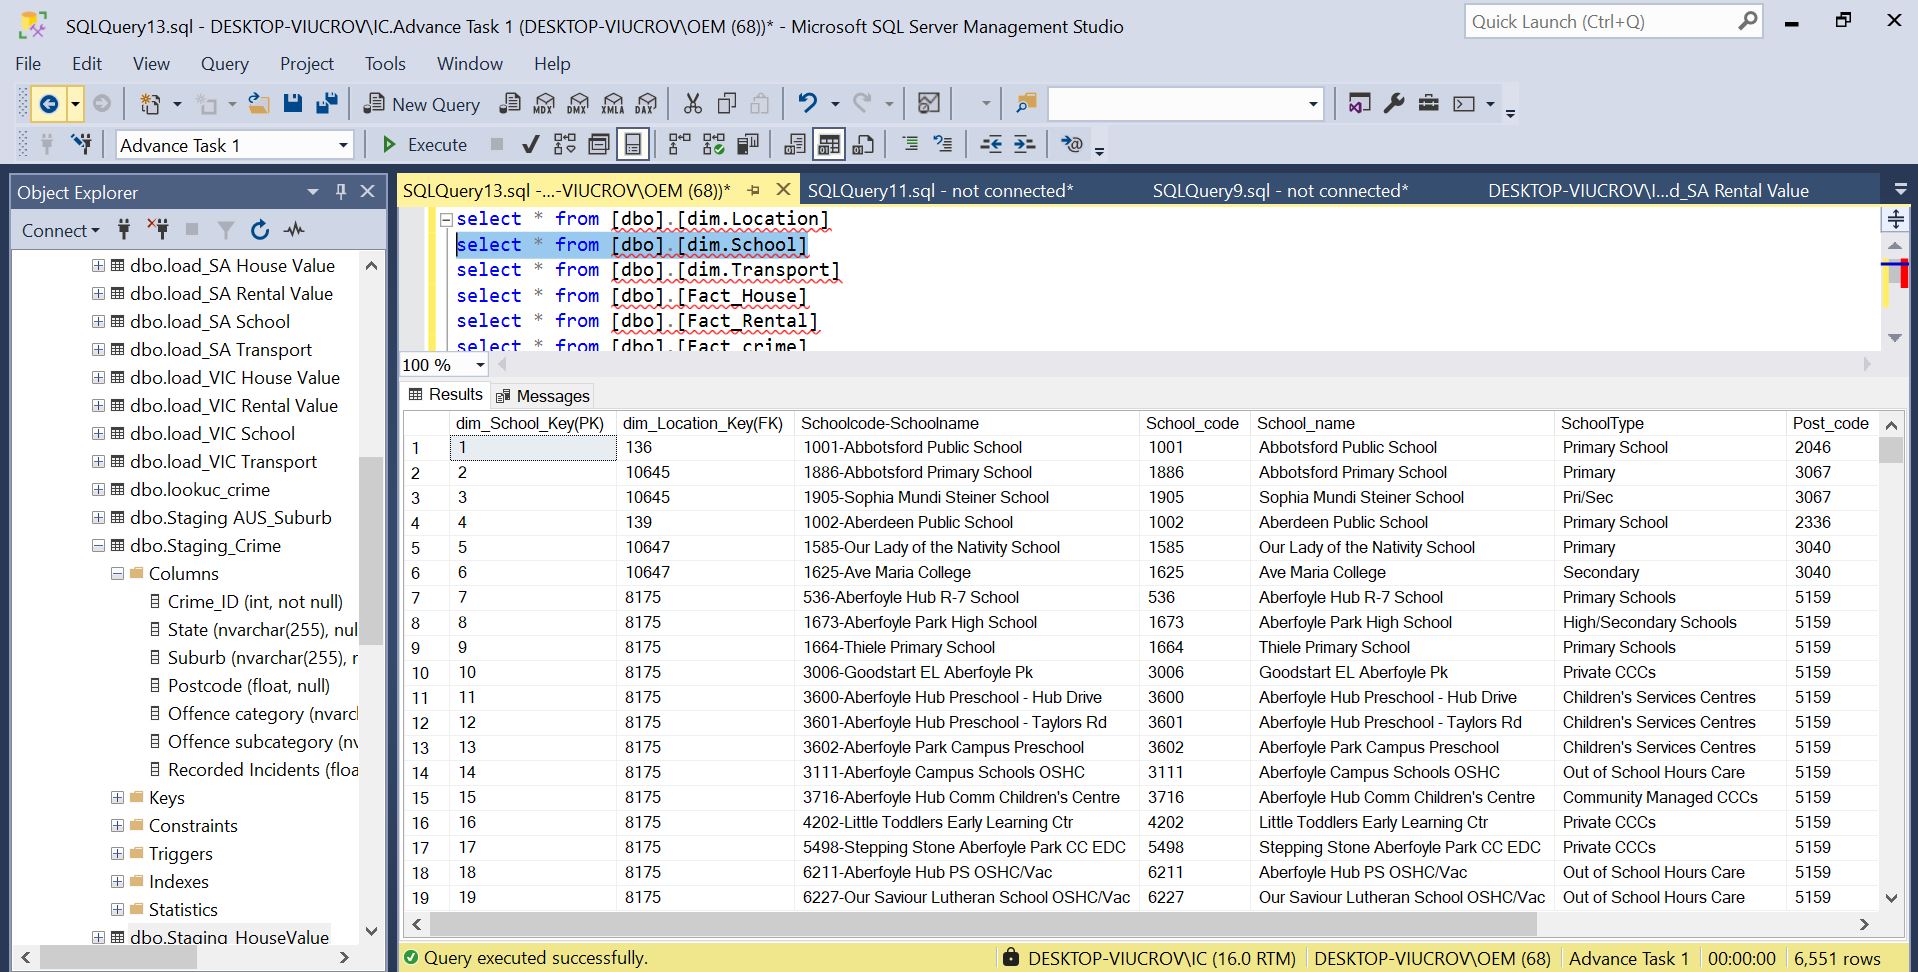 SQLQuery13.sql - DESKTOP-VIUCROV\IC.Advance Task 1 (DESKTOP-VIUCROV\OEM (68))* - Microsoft SQL Server Management Studio
Quick Launch (Ctrl+Q)
File Edit View Query Project Tools Window Help
New Query MDX DMX XMLA DAX
Advance Task 1 Execute
Object Explorer
Connect
dbo.load_SA House Value
dbo.load_SA Rental Value
dbo.load_SA School
dbo.load_SA Transport
dbo.load_VIC House Value
dbo.load_VIC Rental Value
dbo.load_VIC School
dbo.load_VIC Transport
dbo.lookuc_crime
dbo.Staging AUS_Suburb
dbo.Staging_Crime
Columns
Crime_ID (int, not null)
State (nvarchar(255), nul
Suburb (nvarchar(255), r
Postcode (float, null)
Offence category (nvarcl
Offence subcategory (nv
Recorded Incidents (floa
Keys
Constraints
Triggers
Indexes
Statistics
dbo.Staging_HouseValue
SQLQuery13.sql -...-VIUCROV\OEM (68))* SQLQuery11.sql - not connected* SQLQuery9.sql - not connected* DESKTOP-VIUCROV\I...d_SA Rental Value
select * from [dbo].[dim.Location]
select * from [dbo].[dim.School]
select * from [dbo].[dim.Transport]
select * from [dbo].[Fact_House]
select * from [dbo].[Fact_Rental]
select * from [dbo].[Fact_crime]
100 %
Results Messages
dim_School_Key(PK) dim_Location_Key(FK) Schoolcode-Schoolname School_code School_name SchoolType Post_code
1 1 136 1001-Abbotsford Public School 1001 Abbotsford Public School Primary School 2046
2 2 10645 1886-Abbotsford Primary School 1886 Abbotsford Primary School Primary 3067
3 3 10645 1905-Sophia Mundi Steiner School 1905 Sophia Mundi Steiner School Pri/Sec 3067
4 4 139 1002-Aberdeen Public School 1002 Aberdeen Public School Primary School 2336
5 5 10647 1585-Our Lady of the Nativity School 1585 Our Lady of the Nativity School Primary 3040
6 6 10647 1625-Ave Maria College 1625 Ave Maria College Secondary 3040
7 7 8175 536-Aberfoyle Hub R-7 School 536 Aberfoyle Hub R-7 School Primary Schools 5159
8 8 8175 1673-Aberfoyle Park High School 1673 Aberfoyle Park High School High/Secondary Schools 5159
9 9 8175 1664-Thiele Primary School 1664 Thiele Primary School Primary Schools 5159
10 10 8175 3006-Goodstart EL Aberfoyle Pk 3006 Goodstart EL Aberfoyle Pk Private CCCs 5159
11 11 8175 3600-Aberfoyle Hub Preschool - Hub Drive 3600 Aberfoyle Hub Preschool - Hub Drive Children's Services Centres 5159
12 12 8175 3601-Aberfoyle Hub Preschool - Taylors Rd 3601 Aberfoyle Hub Preschool - Taylors Rd Children's Services Centres 5159
13 13 8175 3602-Aberfoyle Park Campus Preschool 3602 Aberfoyle Park Campus Preschool Children's Services Centres 5159
14 14 8175 3111-Aberfoyle Campus Schools OSHC 3111 Aberfoyle Campus Schools OSHC Out of School Hours Care 5159
15 15 8175 3716-Aberfoyle Hub Comm Children's Centre 3716 Aberfoyle Hub Comm Children's Centre Community Managed CCCs 5159
16 16 8175 4202-Little Toddlers Early Learning Ctr 4202 Little Toddlers Early Learning Ctr Private CCCs 5159
17 17 8175 5498-Stepping Stone Aberfoyle Park CC EDC 5498 Stepping Stone Aberfoyle Park CC EDC Private CCCs 5159
18 18 8175 6211-Aberfoyle Hub PS OSHC/Vac 6211 Aberfoyle Hub PS OSHC/Vac Out of School Hours Care 5159
19 19 8175 6227-Our Saviour Lutheran School OSHC/Vac 6227 Our Saviour Lutheran School OSHC/Vac Out of School Hours Care 5159
Query executed successfully. DESKTOP-VIUCROV\IC (16.0 RTM) DESKTOP-VIUCROV\OEM (68) Advance Task 1 00:00:00 6,551 rows